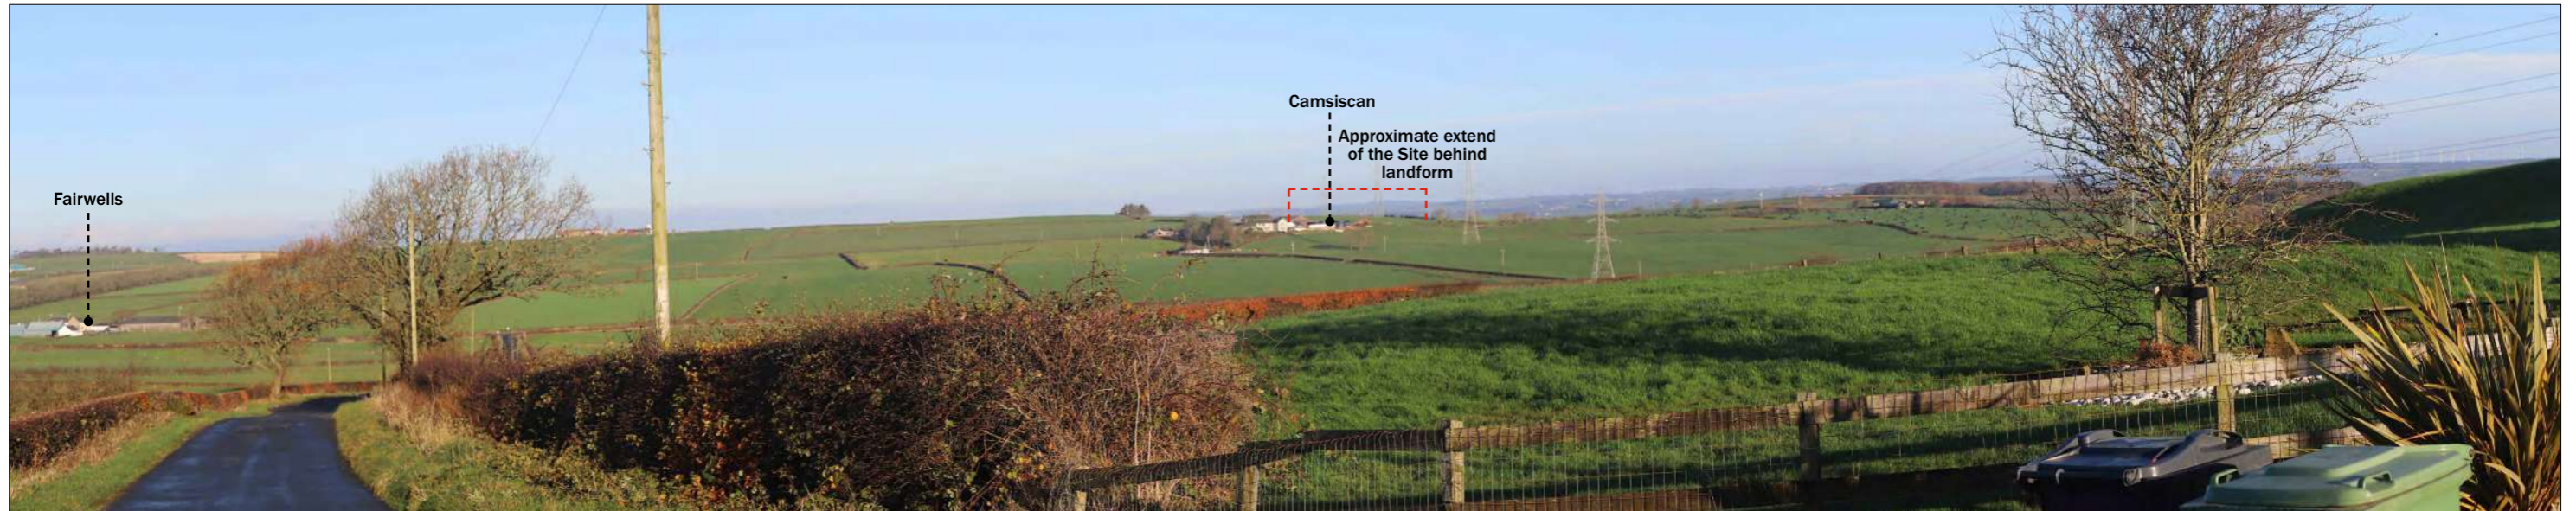 Camsiscan
Approximate extend
of the Site behind
landform
Fairwells